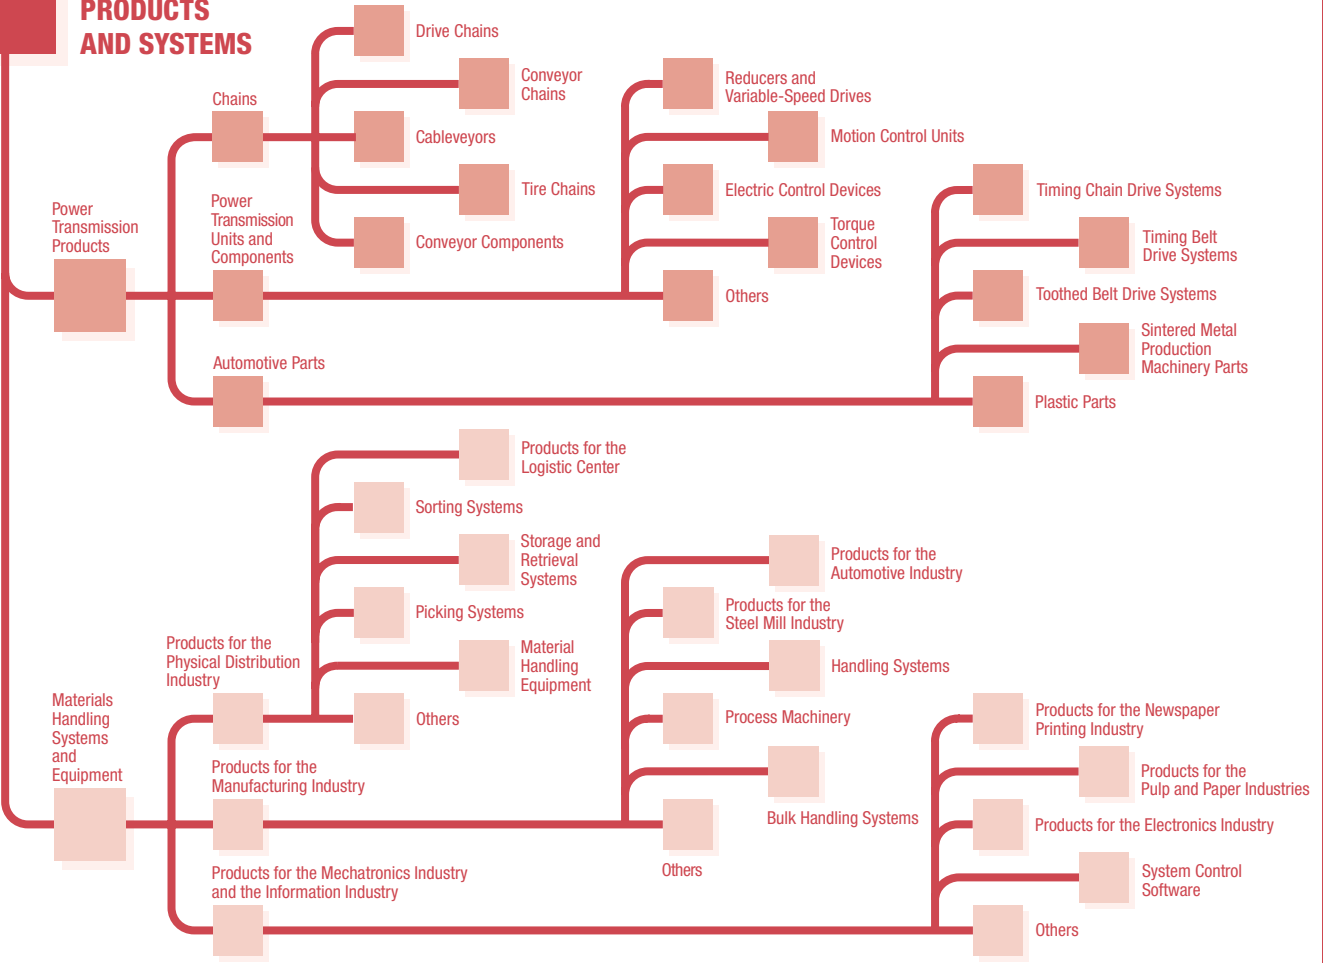 PRODUCTS
AND SYSTEMS
Power
Transmission
Products
Chains
Drive Chains
Conveyor
Chains
Cableveyors
Tire Chains
Conveyor Components
Power
Transmission
Units and
Components
Reducers and
Variable-Speed Drives
Motion Control Units
Electric Control Devices
Torque
Control
Devices
Others
Automotive Parts
Timing Chain Drive Systems
Timing Belt
Drive Systems
Toothed Belt Drive Systems
Sintered Metal
Production
Machinery Parts
Plastic Parts
Materials
Handling
Systems
and
Equipment
Products for the
Physical Distribution
Industry
Products for the
Logistic Center
Sorting Systems
Storage and
Retrieval
Systems
Picking Systems
Material
Handling
Equipment
Others
Products for the
Manufacturing Industry
Products for the
Automotive Industry
Products for the
Steel Mill Industry
Handling Systems
Process Machinery
Bulk Handling Systems
Others
Products for the Mechatronics Industry
and the Information Industry
Products for the Newspaper
Printing Industry
Products for the
Pulp and Paper Industries
Products for the Electronics Industry
System Control
Software
Others